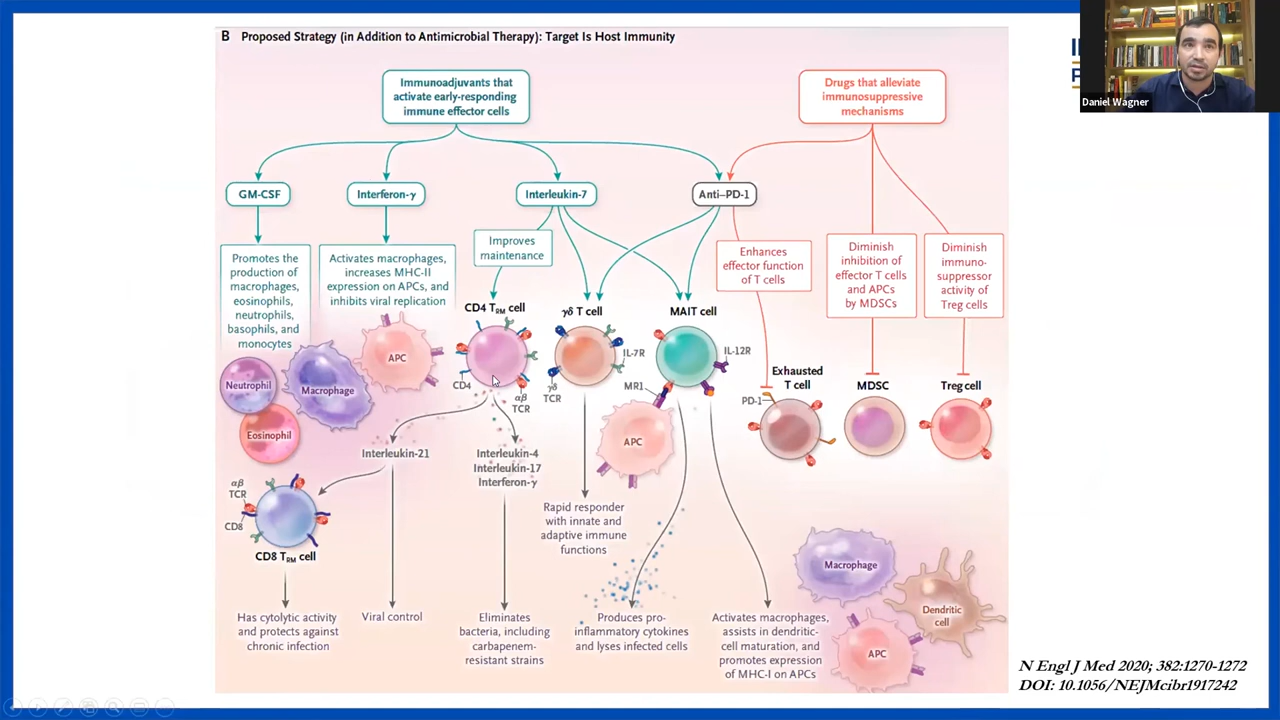 B Proposed Strategy (in Addition to Antimicrobial Therapy): Target Is Host Immunity
Daniel Wagner
Immunoadjuvants that
activate early-responding
immune effector cells
Drugs that alleviate
immunosuppressive
mechanisms
GM-CSF
Interferon-γ
Interleukin-7
Anti–PD-1
Promotes the
production of
macrophages,
eosinophils,
neutrophils,
basophils, and
monocytes
Activates macrophages,
increases MHC-II
expression on APCs, and
inhibits viral replication
Improves
maintenance
Enhances
effector function
of T cells
Diminish
inhibition of
effector T cells
and APCs
by MDSCs
Diminish
immuno-
suppressor
activity of
Treg cells
CD4 TRM cell
γδ T cell
MAIT cell
Neutrophil
Macrophage
Eosinophil
APC
CD4
αβ
TCR
γδ
TCR
IL-7R
MR1
IL-12R
APC
Exhausted
T cell
PD-1
MDSC
Treg cell
Interleukin-21
Interleukin-4
Interleukin-17
Interferon-γ
αβ
TCR
CD8
CD8 TRM cell
Rapid responder
with innate and
adaptive immune
functions
Has cytolytic activity
and protects against
chronic infection
Viral control
Eliminates
bacteria, including
carbapenem-
resistant strains
Produces pro-
inflammatory cytokines
and lyses infected cells
Activates macrophages,
assists in dendritic-
cell maturation, and
promotes expression
of MHC-I on APCs
Macrophage
Dendritic
cell
APC
N Engl J Med 2020; 382:1270-1272
DOI: 10.1056/NEJMcibr1917242